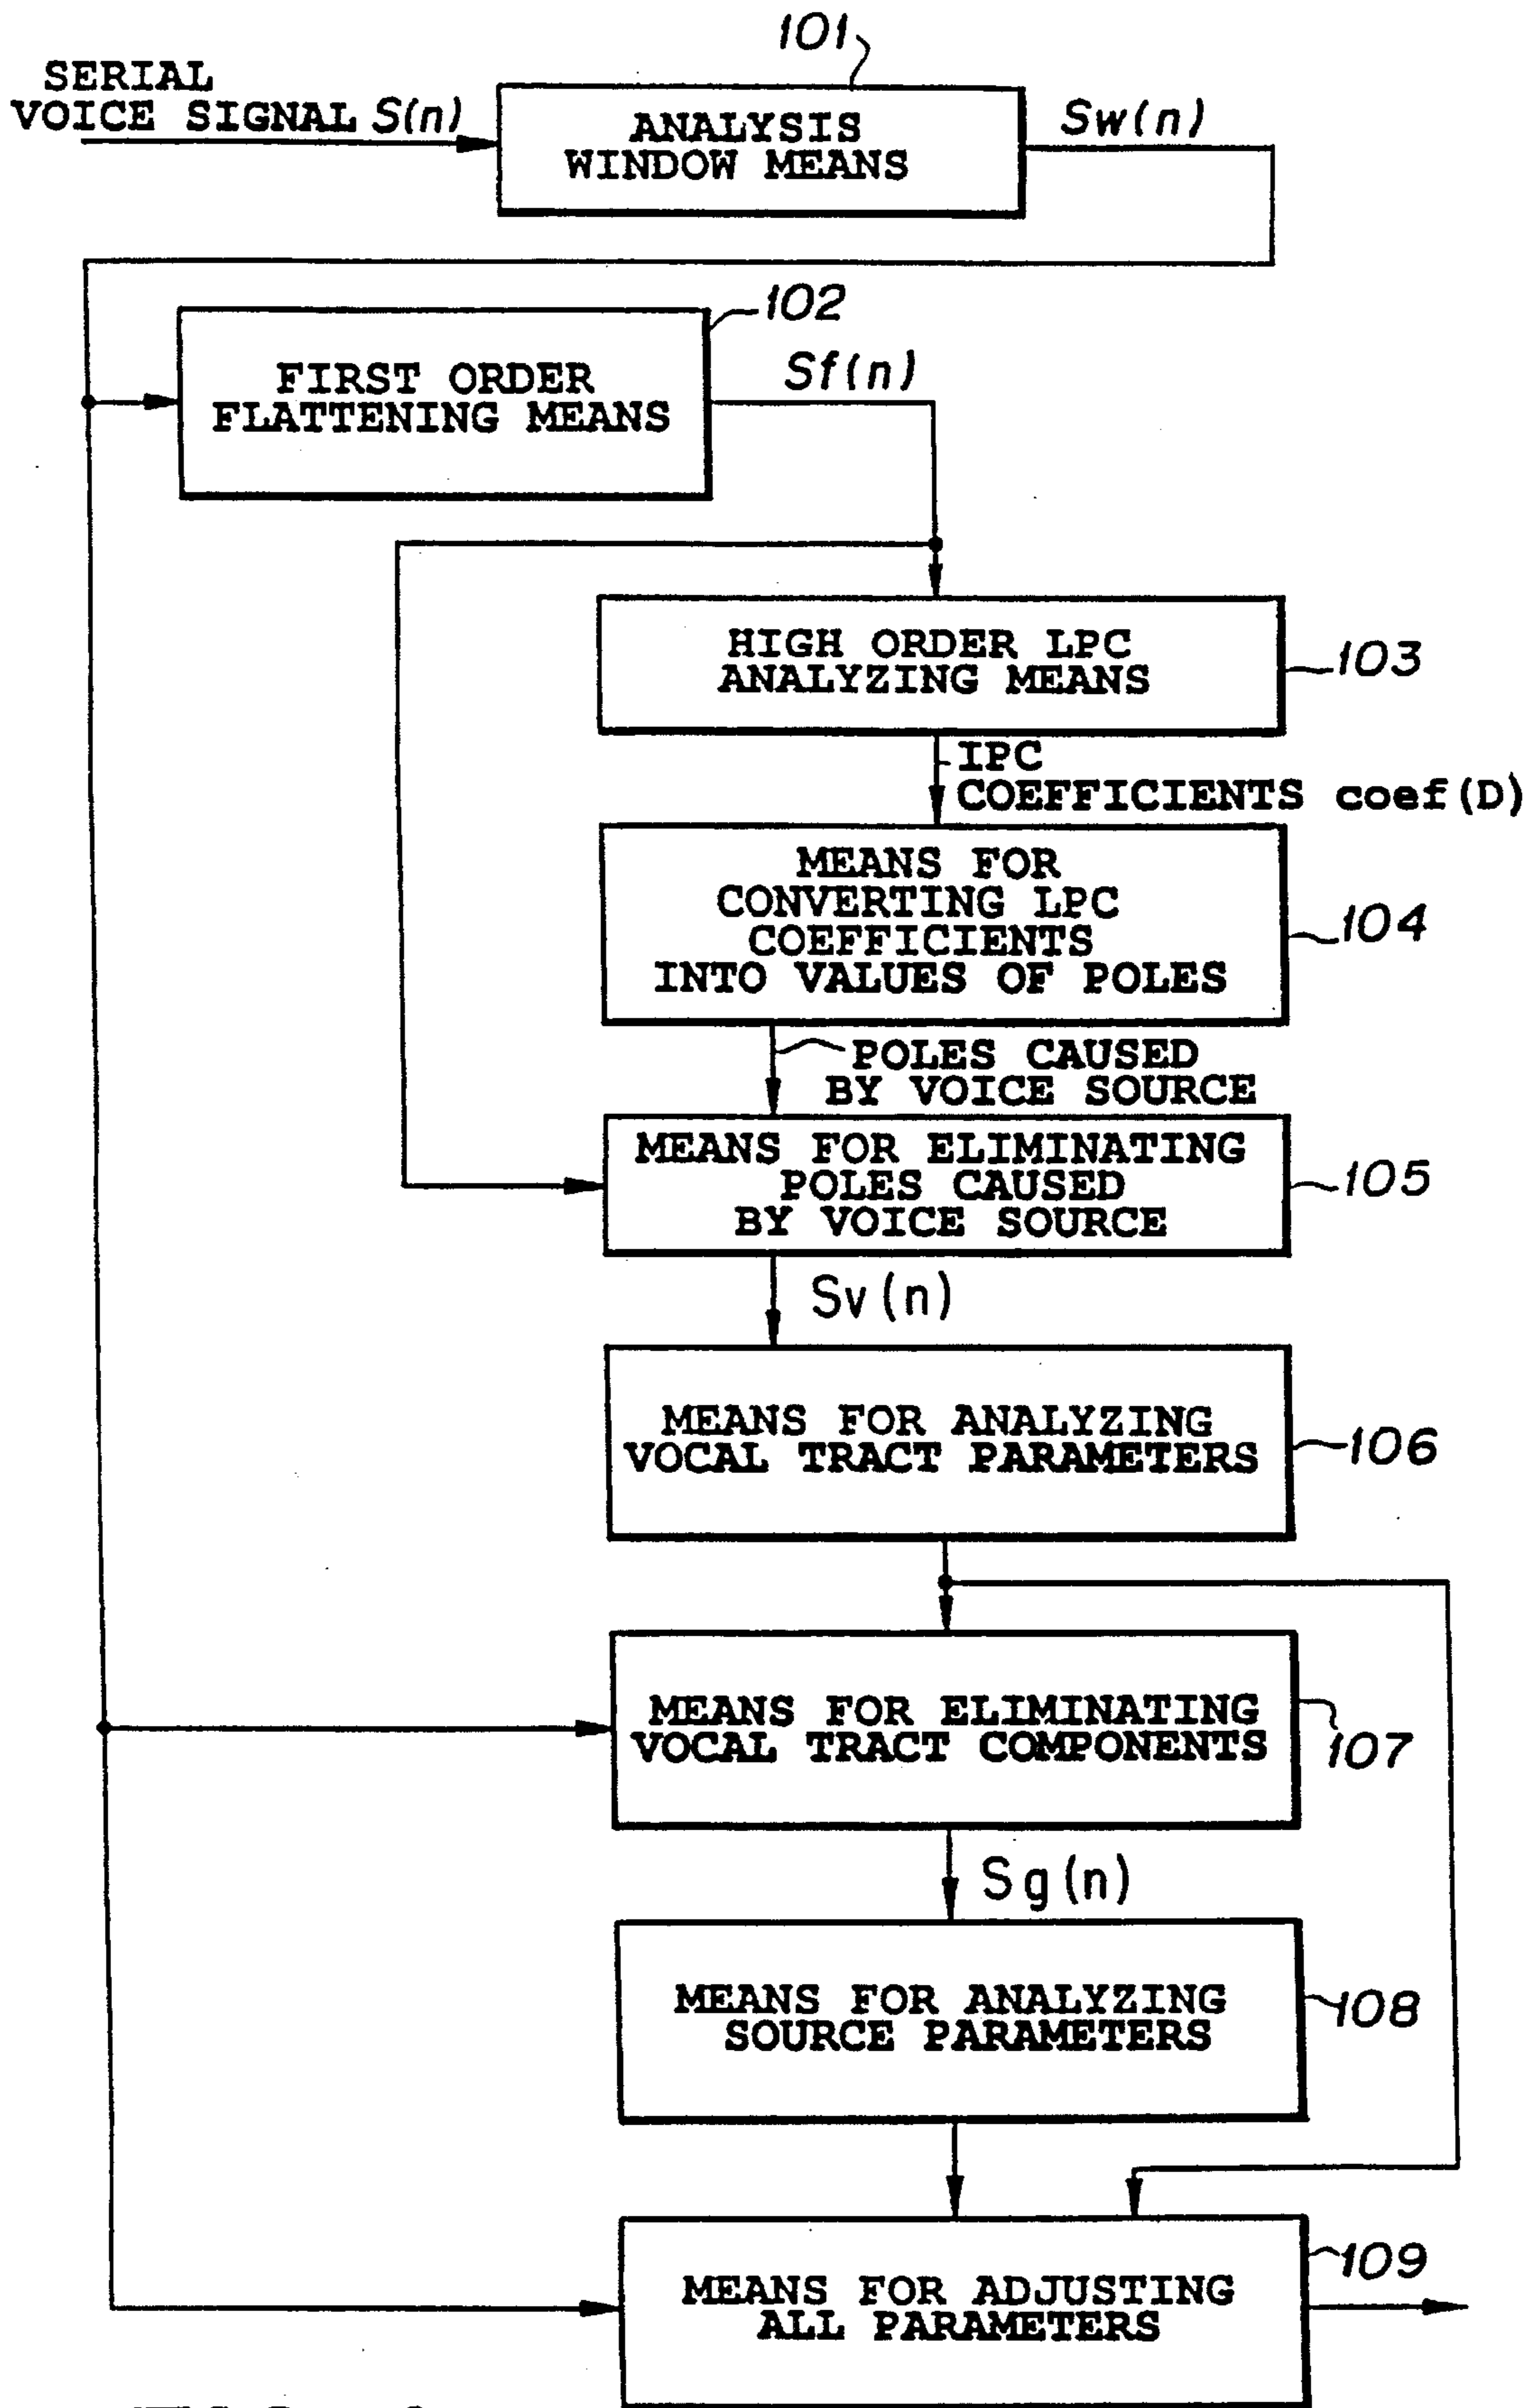 101
SERIAL
VOICE SIGNAL S(n)
ANALYSIS
WINDOW MEANS
Sw(n)
102
FIRST ORDER
FLATTENING MEANS
Sf(n)
HIGH ORDER LPC
ANALYZING MEANS
103
IPC
COEFFICIENTS coef(D)
MEANS FOR
CONVERTING LPC
COEFFICIENTS
INTO VALUES OF POLES
104
POLES CAUSED
BY VOICE SOURCE
MEANS FOR ELIMINATING
POLES CAUSED
BY VOICE SOURCE
105
Sv(n)
MEANS FOR ANALYZING
VOCAL TRACT PARAMETERS
106
MEANS FOR ELIMINATING
VOCAL TRACT COMPONENTS
107
Sg(n)
MEANS FOR ANALYZING
SOURCE PARAMETERS
108
MEANS FOR ADJUSTING
ALL PARAMETERS
109